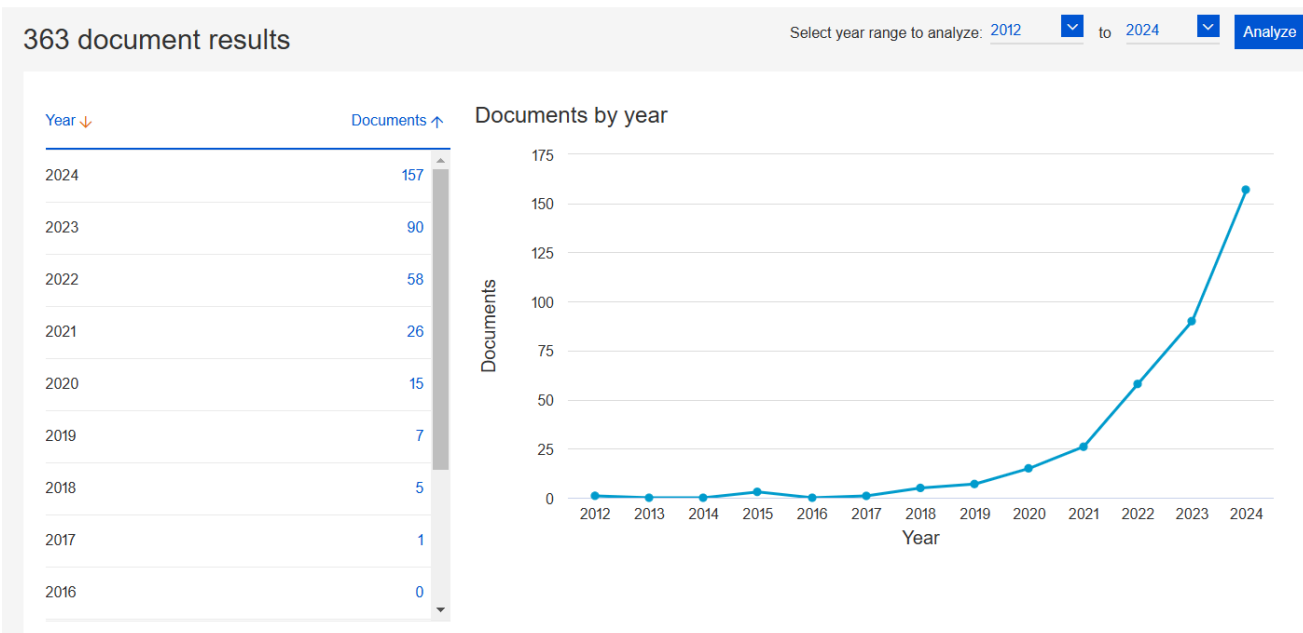 363 document results
Select year range to analyze: 2012 to 2024 Analyze
Year Documents
2024 157
2023 90
2022 58
2021 26
2020 15
2019 7
2018 5
2017 1
2016 0
Documents by year
175
150
125
100
75
50
25
0
Documents
2012 2013 2014 2015 2016 2017 2018 2019 2020 2021 2022 2023 2024
Year